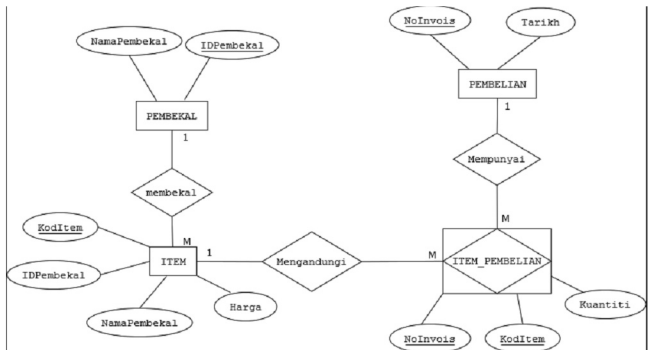 NoInvois
Tarikh
NamaPembekal
IDPembekal
PEMBELIAN
PEMBEKAL
1
1
Mempunyai
membekal
KodItem
M
M
ITEM
1
Mengandungi
M
ITEM_PEMBELIAN
IDPembekal
Harga
Kuantiti
NamaPembekal
NoInvois
KodItem